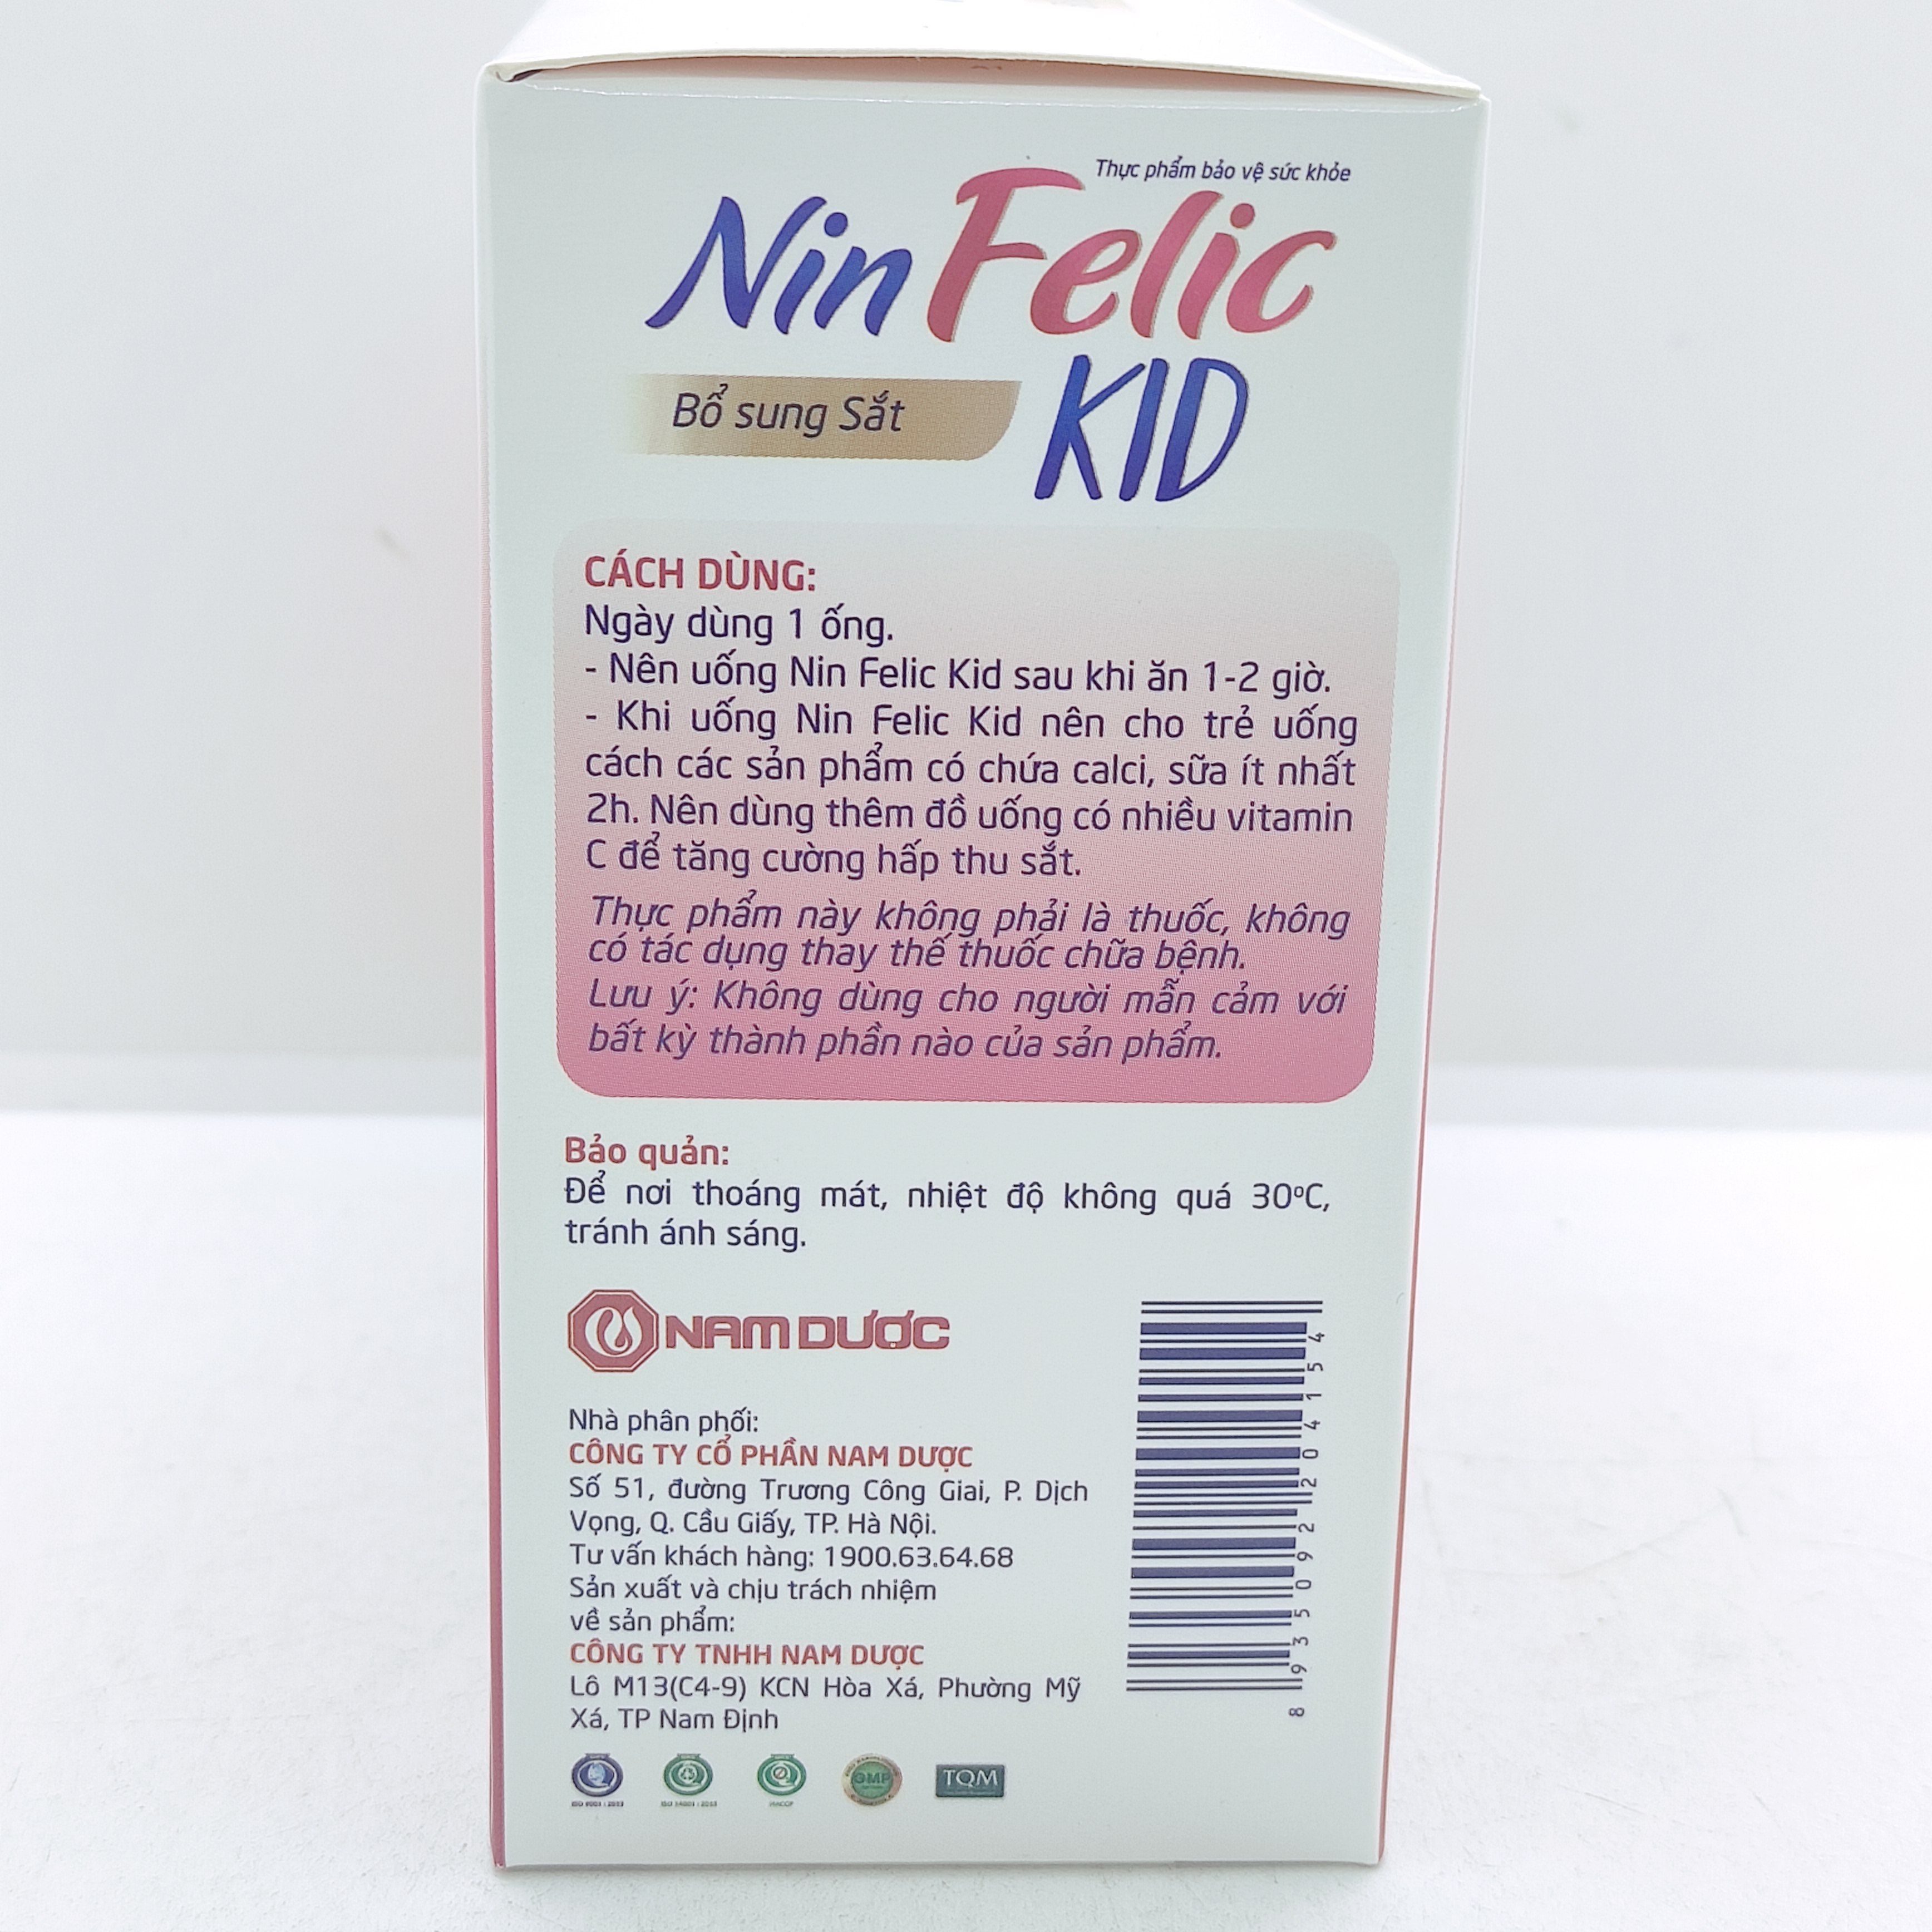 Thực phẩm bảo vệ sức khỏe
Nin Felic
KID
Bổ sung Sắt
CÁCH DÙNG:
Ngày dùng 1 ống.
- Nên uống Nin Felic Kid sau khi ăn 1-2 giờ.
- Khi uống Nin Felic Kid nên cho trẻ uống
cách các sản phẩm có chứa calci, sữa ít nhất
2h. Nên dùng thêm đồ uống có nhiều vitamin
C để tăng cường hấp thu sắt.
Thực phẩm này không phải là thuốc, không
có tác dụng thay thế thuốc chữa bệnh.
Lưu ý: Không dùng cho người mẫn cảm với
bất kỳ thành phần nào của sản phẩm.
Bảo quản:
Để nơi thoáng mát, nhiệt độ không quá 30ºC,
tránh ánh sáng.
NAM DƯỢC
Nhà phân phối:
CÔNG TY CỔ PHẦN NAM DƯỢC
Số 51, đường Trương Công Giai, P. Dịch
Vọng, Q. Cầu Giấy, TP. Hà Nội.
Tư vấn khách hàng: 1900.63.64.68
Sản xuất và chịu trách nhiệm
về sản phẩm:
CÔNG TY TNHH NAM DƯỢC
Lô M13(C4-9) KCN Hòa Xá, Phường Mỹ
Xá, TP Nam Định
8 935092 204154
HACCP
GMP
TQM